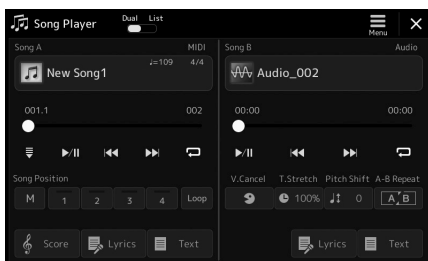 Song Player
Dual List
Menu
Song A MIDI
New Song1
♩=109 4/4
001.1 002
Song Position
M 1 2 3 4 Loop
Score Lyrics Text
Song B Audio
Audio_002
00:00 00:00
V.Cancel T.Stretch Pitch Shift A-B Repeat
100% 0 A B
Lyrics Text